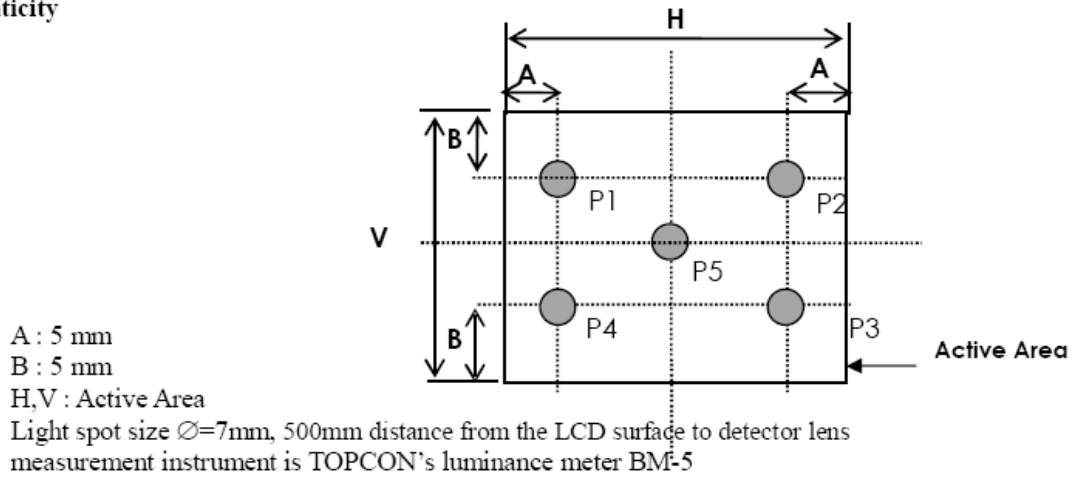 ticity
H
A
A
B
P1
P2
V
P5
B
P4
P3
Active Area
A : 5 mm
B : 5 mm
H,V : Active Area
Light spot size ∅=7mm, 500mm distance from the LCD surface to detector lens
measurement instrument is TOPCON's luminance meter BM-5